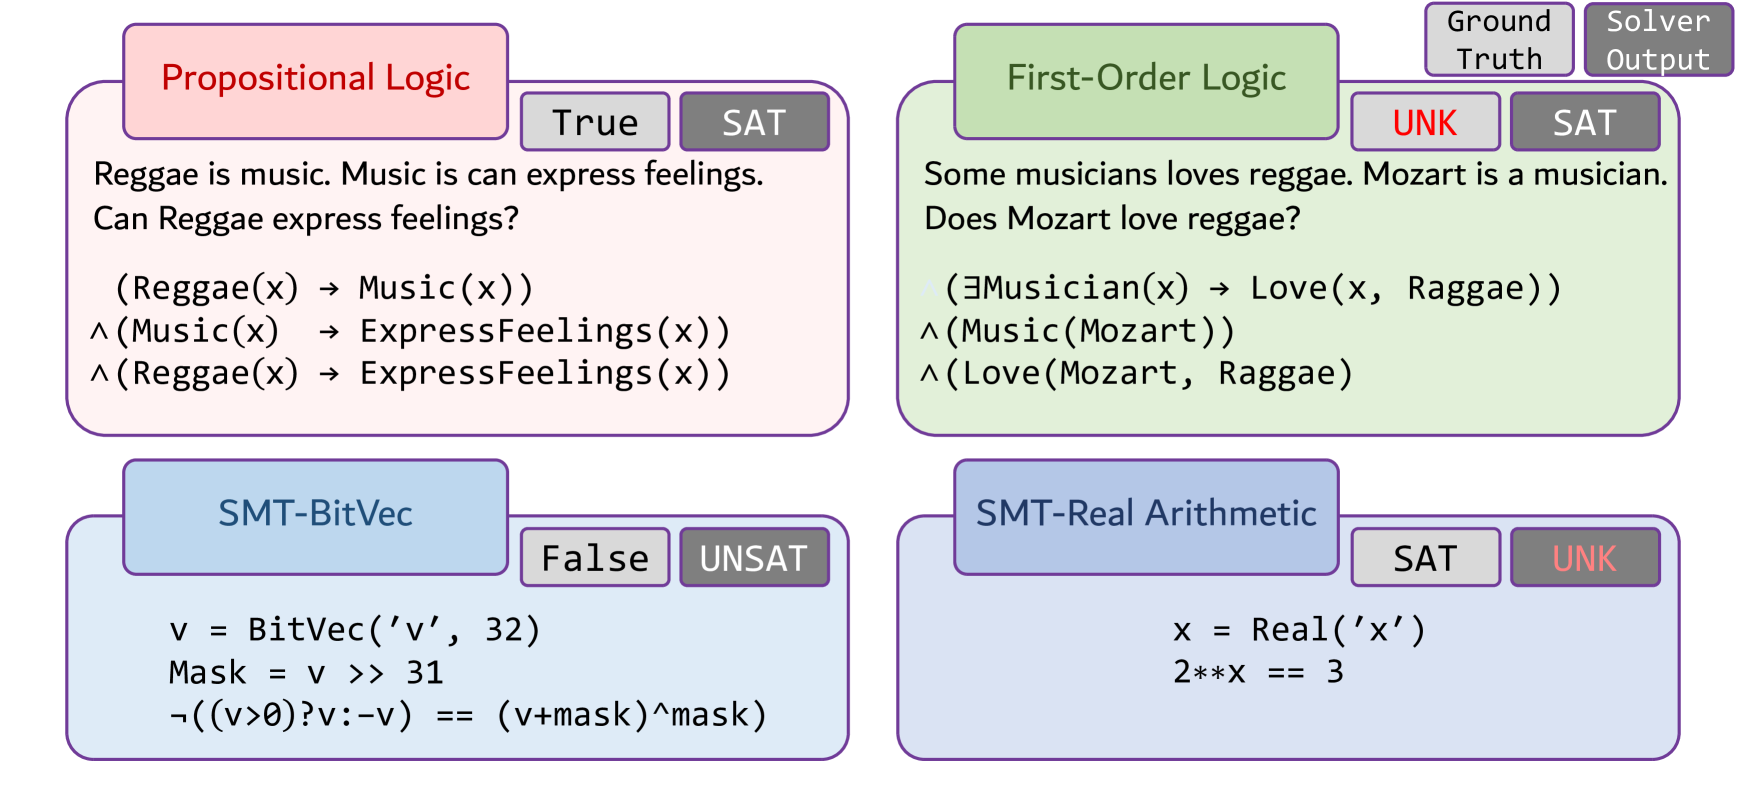 Ground
Truth
Solver
Output
Propositional Logic
True
SAT
Reggae is music. Music is can express feelings.
Can Reggae express feelings?
(Reggae(x) → Music(x))
∧(Music(x) → ExpressFeelings(x))
∧(Reggae(x) → ExpressFeelings(x))
First-Order Logic
UNK
SAT
Some musicians loves reggae. Mozart is a musician.
Does Mozart love reggae?
∧(∃Musician(x) → Love(x, Raggae))
∧(Music(Mozart))
∧(Love(Mozart, Raggae)
SMT-BitVec
False
UNSAT
v = BitVec(’v’, 32)
Mask = v >> 31
¬((v>0)?v:-v) == (v+mask)^mask)
SMT-Real Arithmetic
SAT
UNK
x = Real(’x’)
2**x == 3